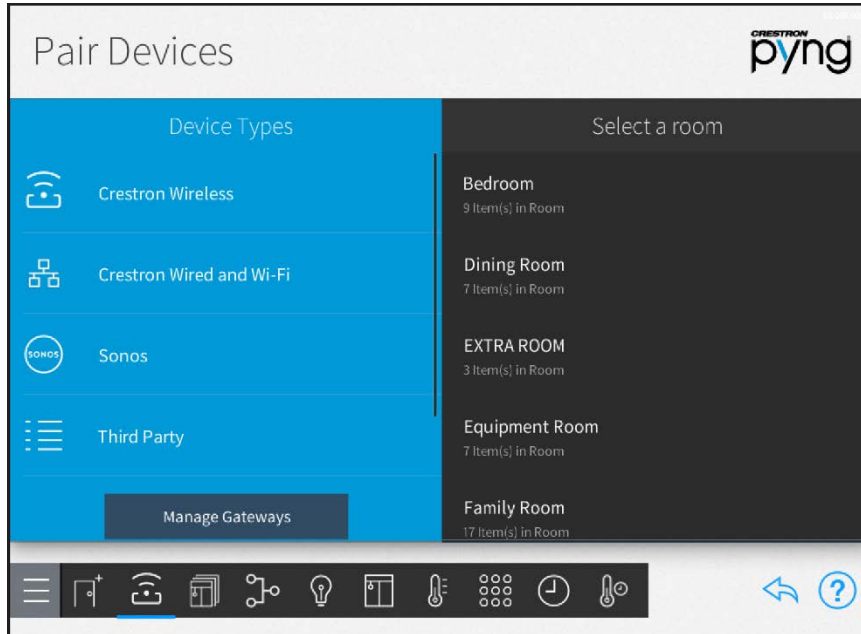 Pair Devices
CRESTRON
pyng
Device Types
Select a room
Crestron Wireless
Bedroom
9 Item(s) in Room
Crestron Wired and Wi-Fi
Dining Room
7 Item(s) in Room
SONOS
Sonos
EXTRA ROOM
3 Item(s) in Room
Third Party
Equipment Room
7 Item(s) in Room
Manage Gateways
Family Room
17 Item(s) in Room
?